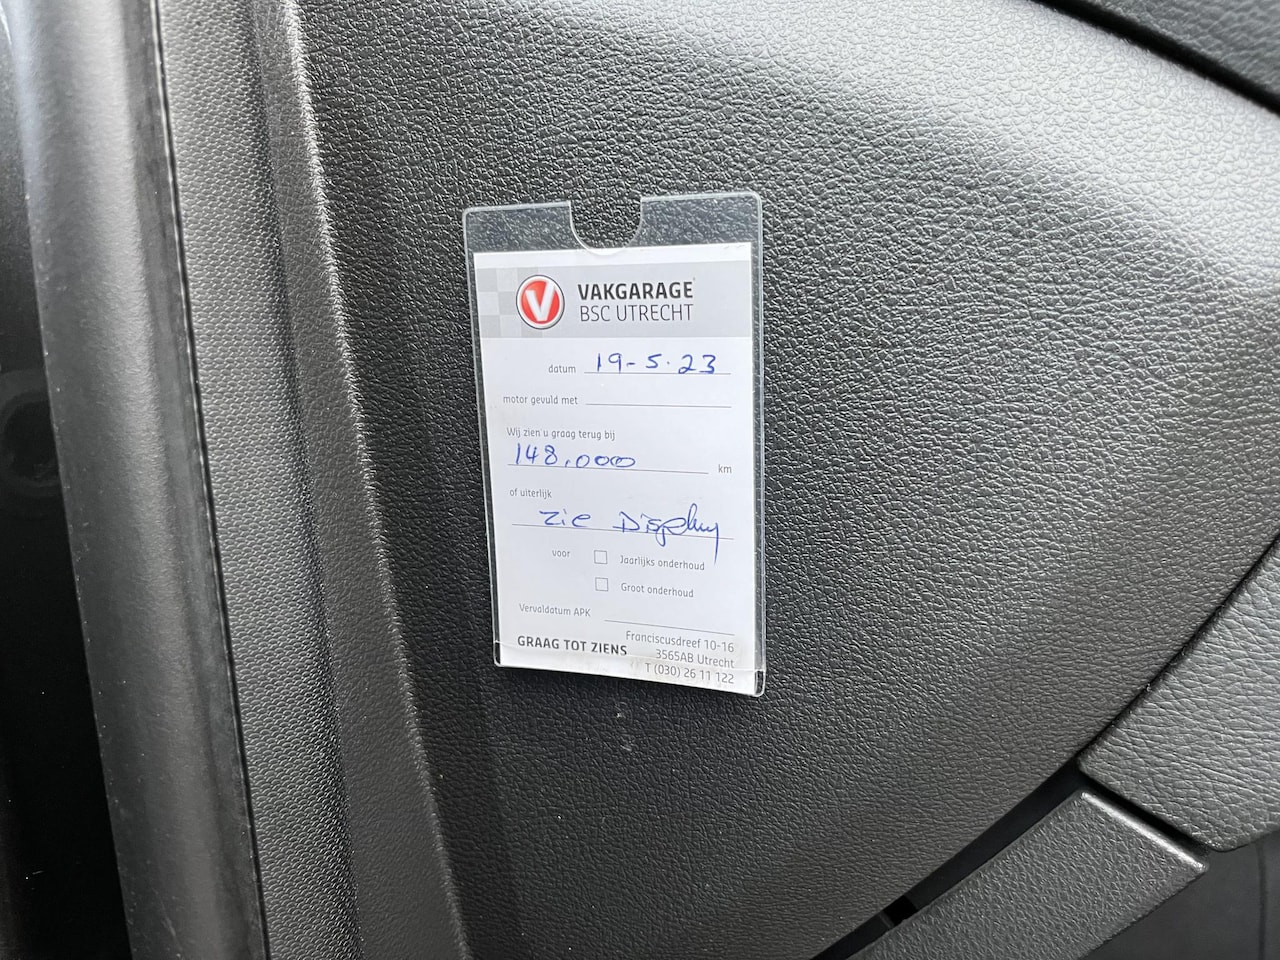 V VAKGARAGE
BSC UTRECHT
datum 19-5.23
motor gevuld met
Wij zien u graag terug bij
148.000 km
of uiterlijk
zie Display
voor Jaarlijks onderhoud
Groot onderhoud
Vervaldatum APK
GRAAG TOT ZIENS
Franciscusdreef 10-16
3565AB Utrecht
T (030) 26 11 122